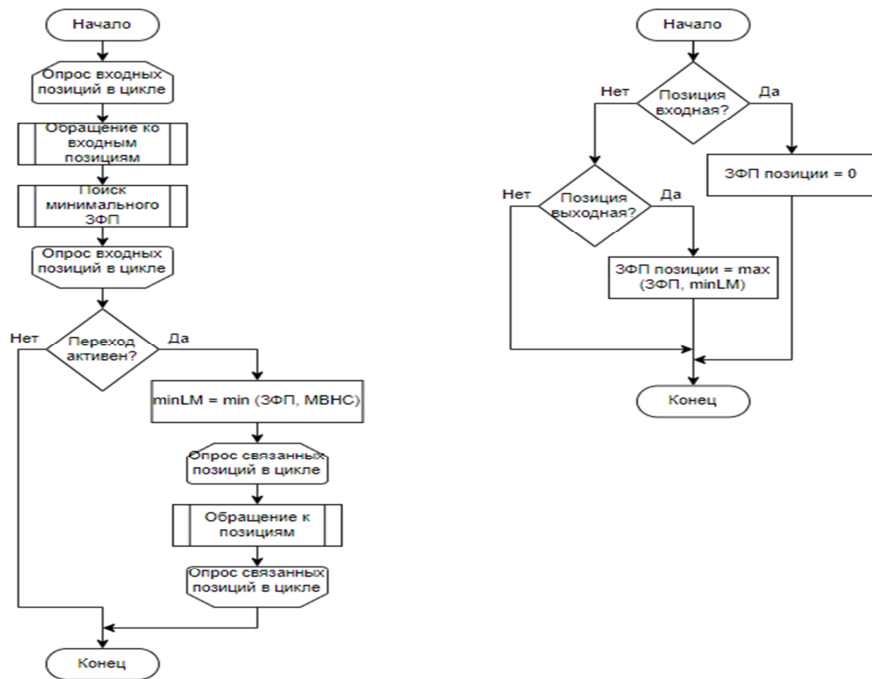 Начало
Опрос входных
позиций в цикле
Обращение ко
входным
позициям
Поиск
минимального
ЗФП
Опрос входных
позиций в цикле
Нет
Переход
активен?
Да
minLM = min (ЗФП, МВНС)
Опрос связанных
позиций в цикле
Обращение к
позициям
Опрос связанных
позиций в цикле
Конец
Начало
Нет
Позиция
входная?
Да
ЗФП позиции = 0
Нет
Позиция
выходная?
Да
ЗФП позиции = max
(ЗФП, minLM)
Конец